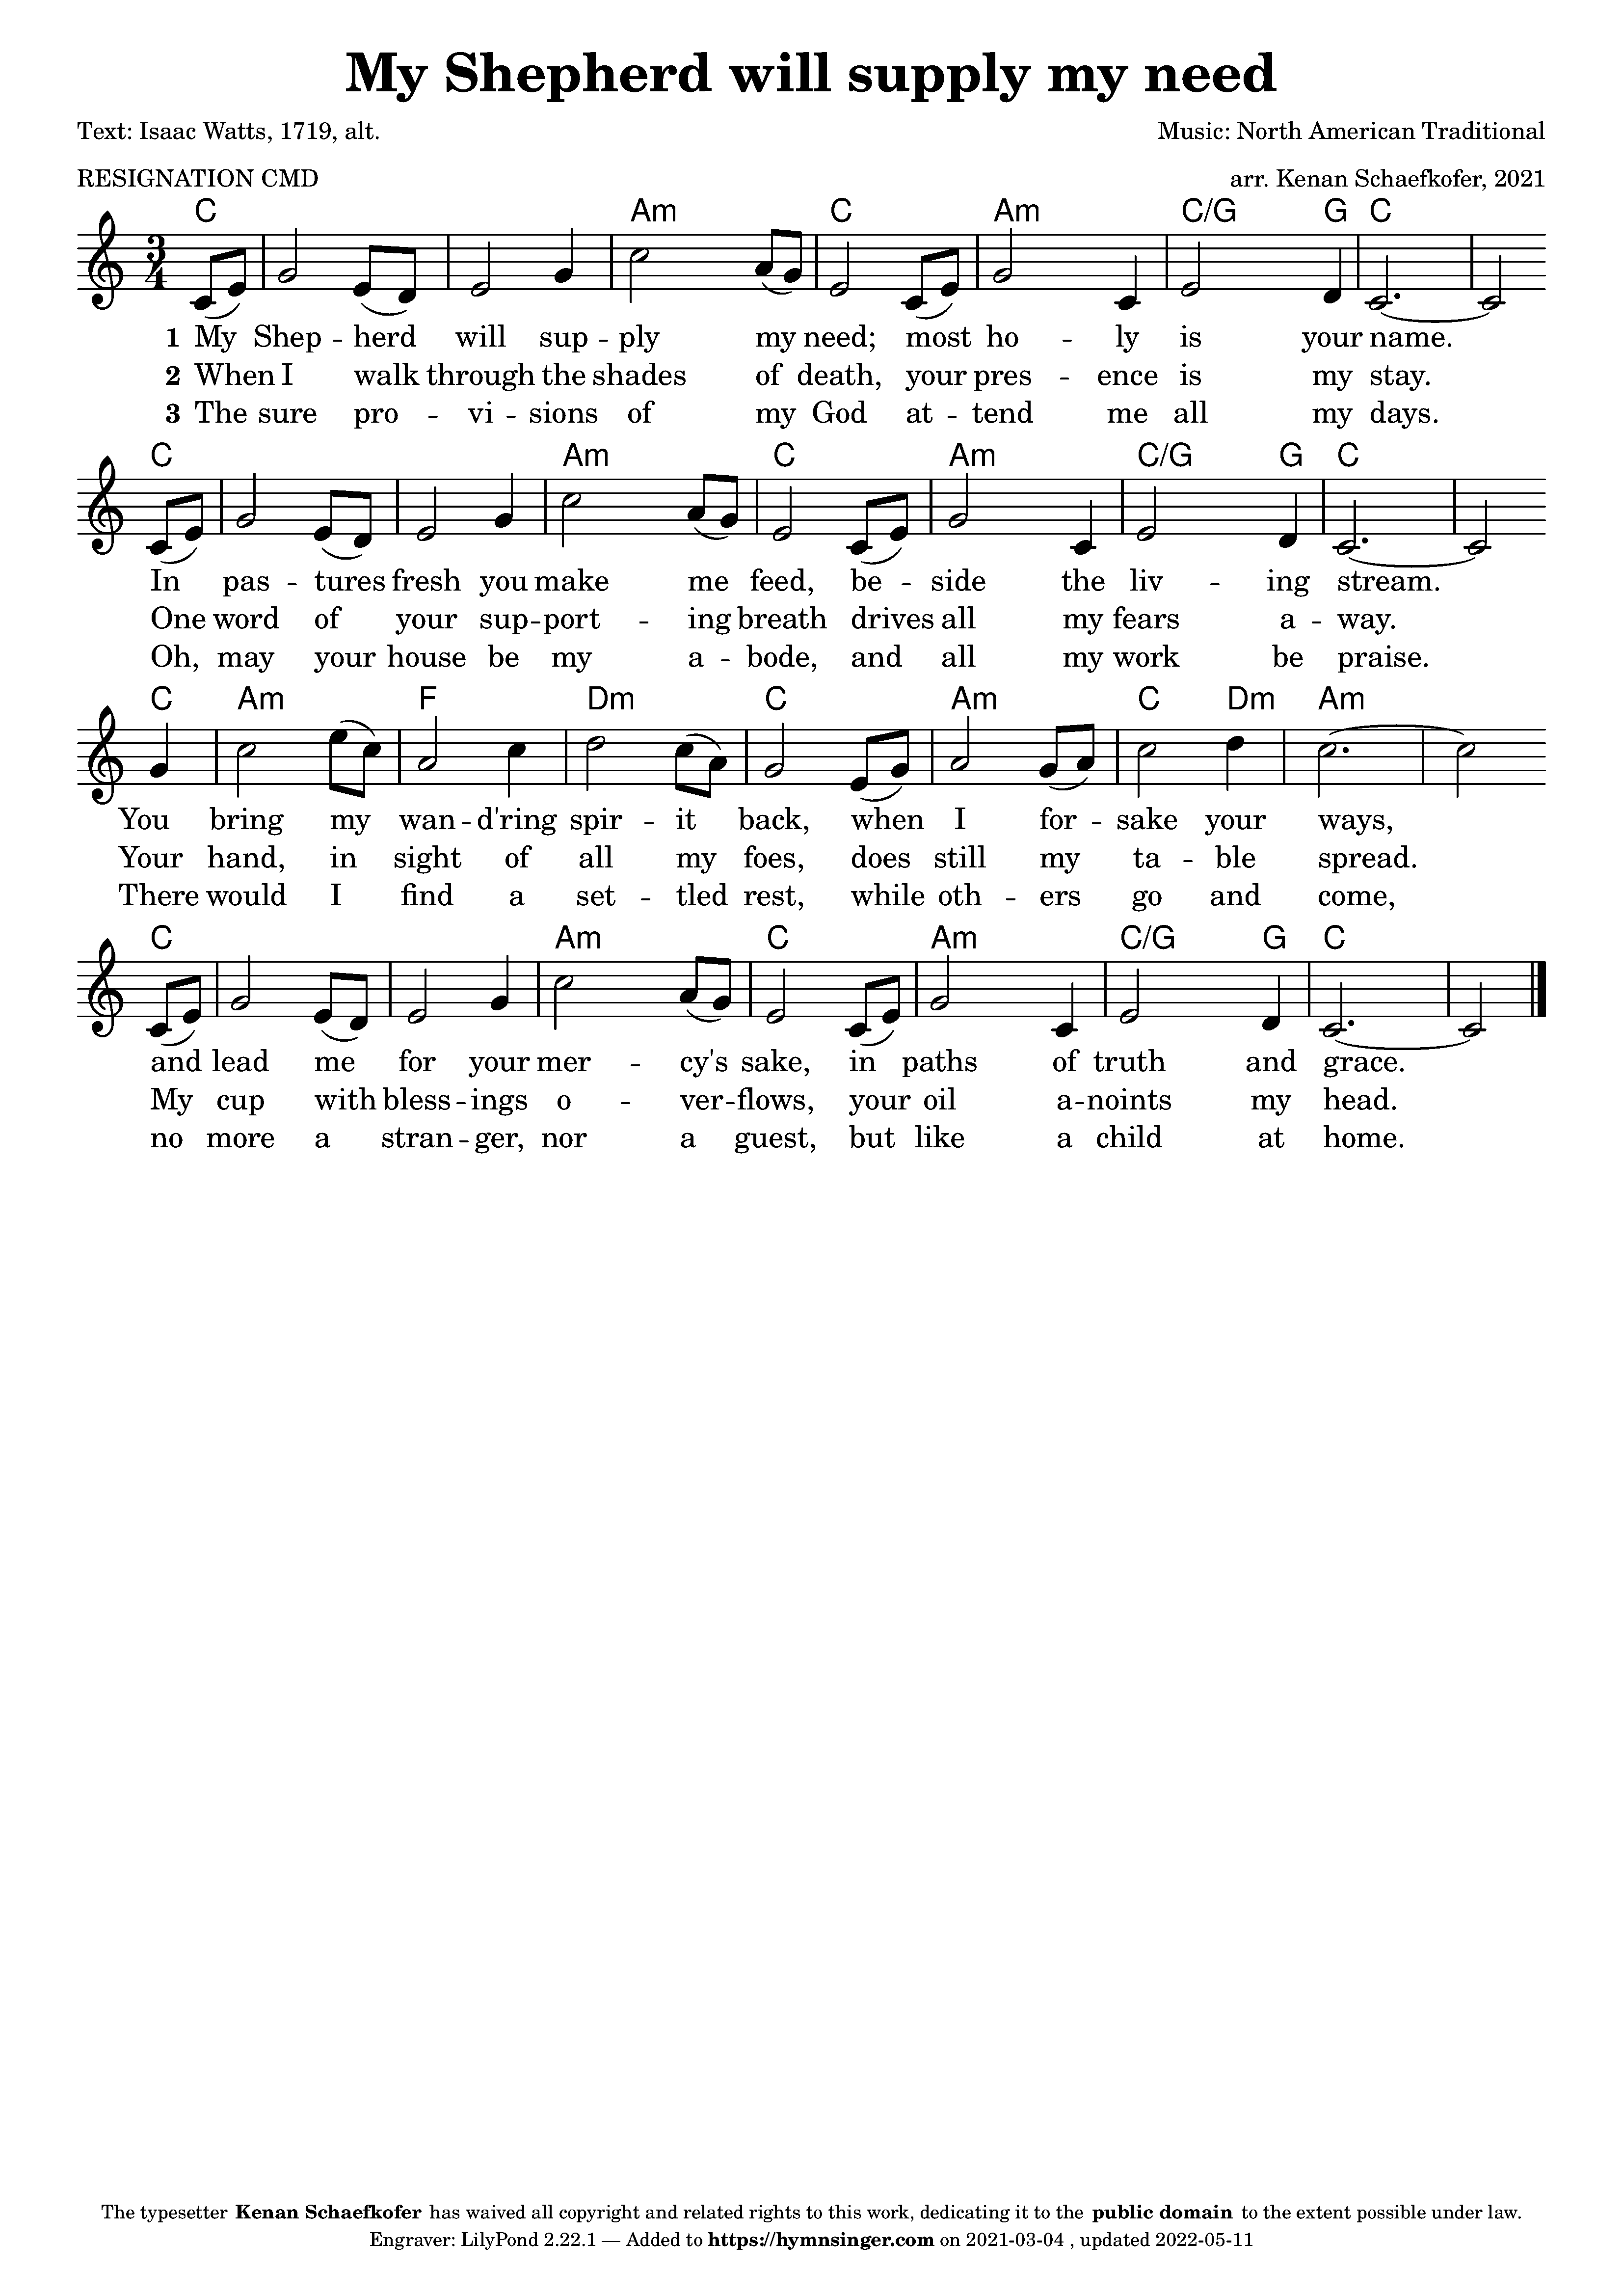 My Shepherd will supply my need
Text: Isaac Watts, 1719, alt. Music: North American Traditional
RESIGNATION CMD arr. Kenan Schaefkofer, 2021
C Am C Am C/G G C
3
4
1 My Shep -- herd will sup -- ply my need; most ho -- ly is your name.
2 When I walk through the shades of death, your pres -- ence is my stay.
3 The sure pro -- vi -- sions of my God at -- tend me all my days.
C Am C Am C/G G C
In pas -- tures fresh you make me feed, be -- side the liv -- ing stream.
One word of your sup -- port -- ing breath drives all my fears a -- way.
Oh, may your house be my a -- bode, and all my work be praise.
C Am F Dm C Am C Dm Am
You bring my wan -- d'ring spir -- it back, when I for -- sake your ways,
Your hand, in sight of all my foes, does still my ta -- ble spread.
There would I find a set -- tled rest, while oth -- ers go and come,
C Am C Am C/G G C
and lead me for your mer -- cy's sake, in paths of truth and grace.
My cup with bless -- ings o -- ver -- flows, your oil a -- noints my head.
no more a stran -- ger, nor a guest, but like a child at home.
The typesetter Kenan Schaefkofer has waived all copyright and related rights to this work, dedicating it to the public domain to the extent possible under law.
Engraver: LilyPond 2.22.1 — Added to https://hymnsinger.com on 2021-03-04 , updated 2022-05-11